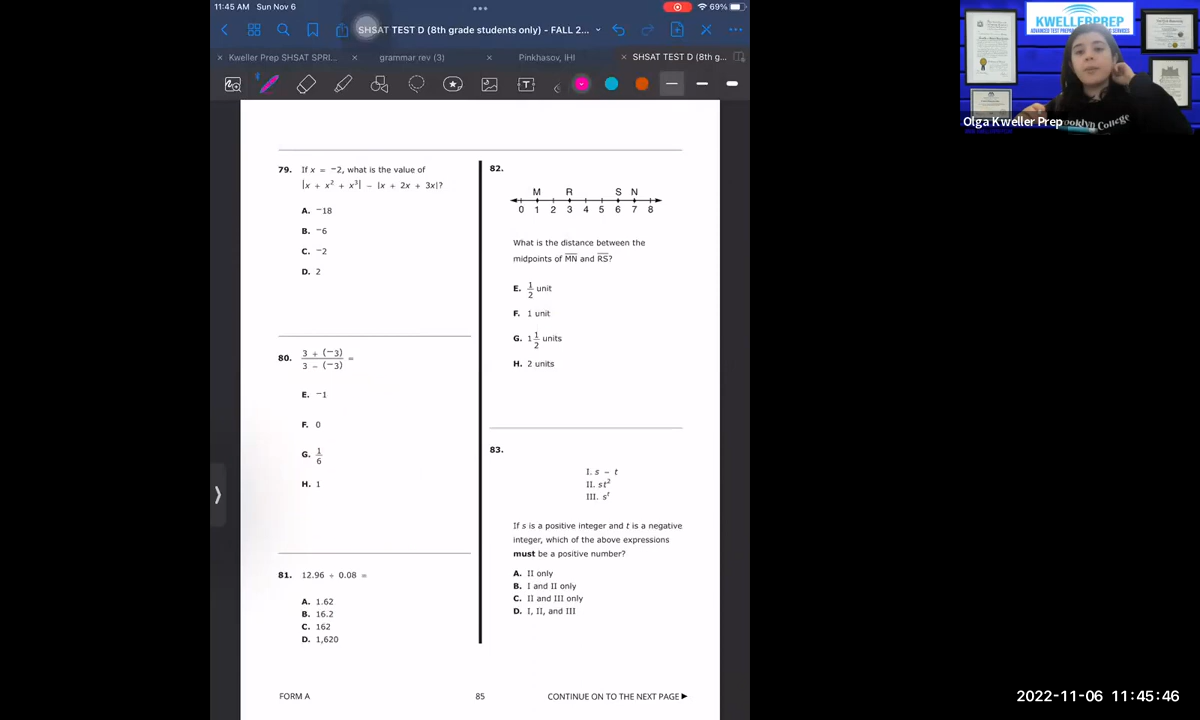 11:45 AM Sun Nov 6
69%
SHSAT TEST D (8th grade students only) - FALL 2...
Kweller Prep SHSAT SPRI...
grammar rev (3)
Pinkhasov, IHI
SHSAT TEST D (8th g...
79. If x = −2, what is the value of
|x + x² + x³| − |x + 2x + 3x|?
A. −18
B. −6
C. −2
D. 2
80. 3 + (−3)
3 − (−3) =
E. −1
F. 0
G. 1/6
H. 1
81. 12.96 ÷ 0.08 =
A. 1.62
B. 16.2
C. 162
D. 1,620
82.
M R S N
0 1 2 3 4 5 6 7 8
What is the distance between the
midpoints of MN and RS?
E. 1/2 unit
F. 1 unit
G. 1 1/2 units
H. 2 units
83.
I. s − t
II. st²
III. sᵗ
If s is a positive integer and t is a negative
integer, which of the above expressions
must be a positive number?
A. II only
B. I and II only
C. II and III only
D. I, II, and III
FORM A
85
CONTINUE ON TO THE NEXT PAGE
KWELLERPREP
ADVANCED TEST PREPARATION SERVICES
Brooklyn College
Olga Kweller Prep
2022-11-06 11:45:46